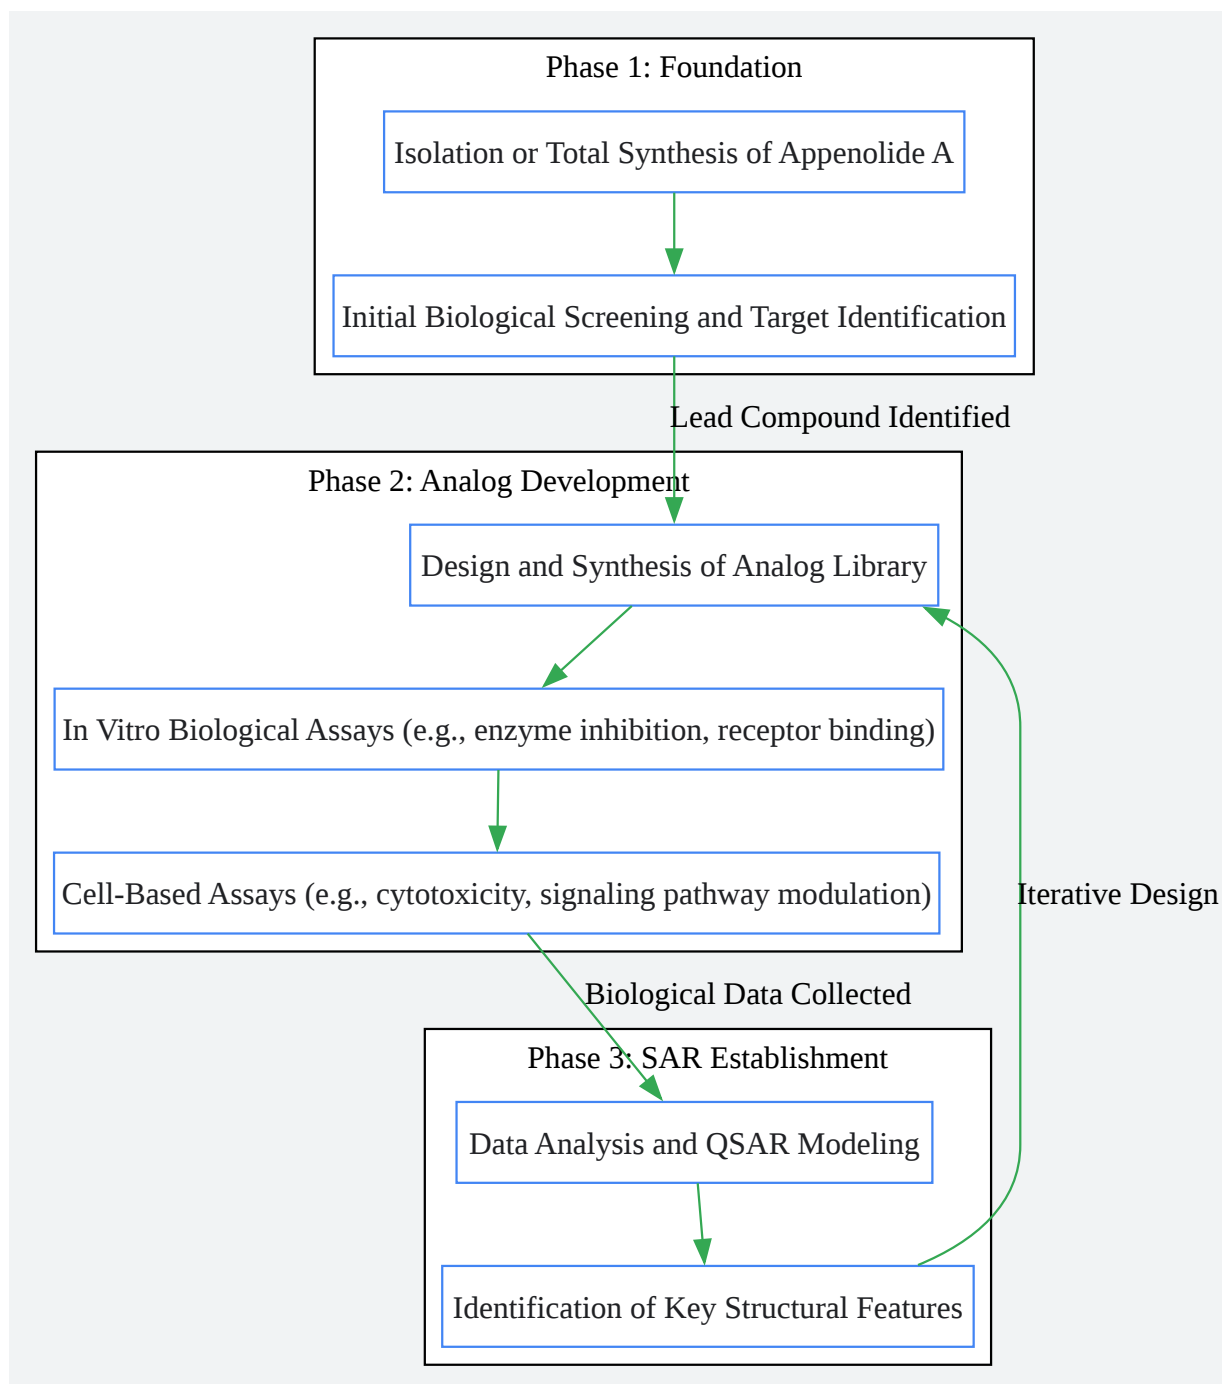 Phase 1: Foundation
Isolation or Total Synthesis of Appenolide A
Initial Biological Screening and Target Identification
Lead Compound Identified
Phase 2: Analog Development
Design and Synthesis of Analog Library
In Vitro Biological Assays (e.g., enzyme inhibition, receptor binding)
Cell-Based Assays (e.g., cytotoxicity, signaling pathway modulation)
Iterative Design
Biological Data Collected
Phase 3: SAR Establishment
Data Analysis and QSAR Modeling
Identification of Key Structural Features